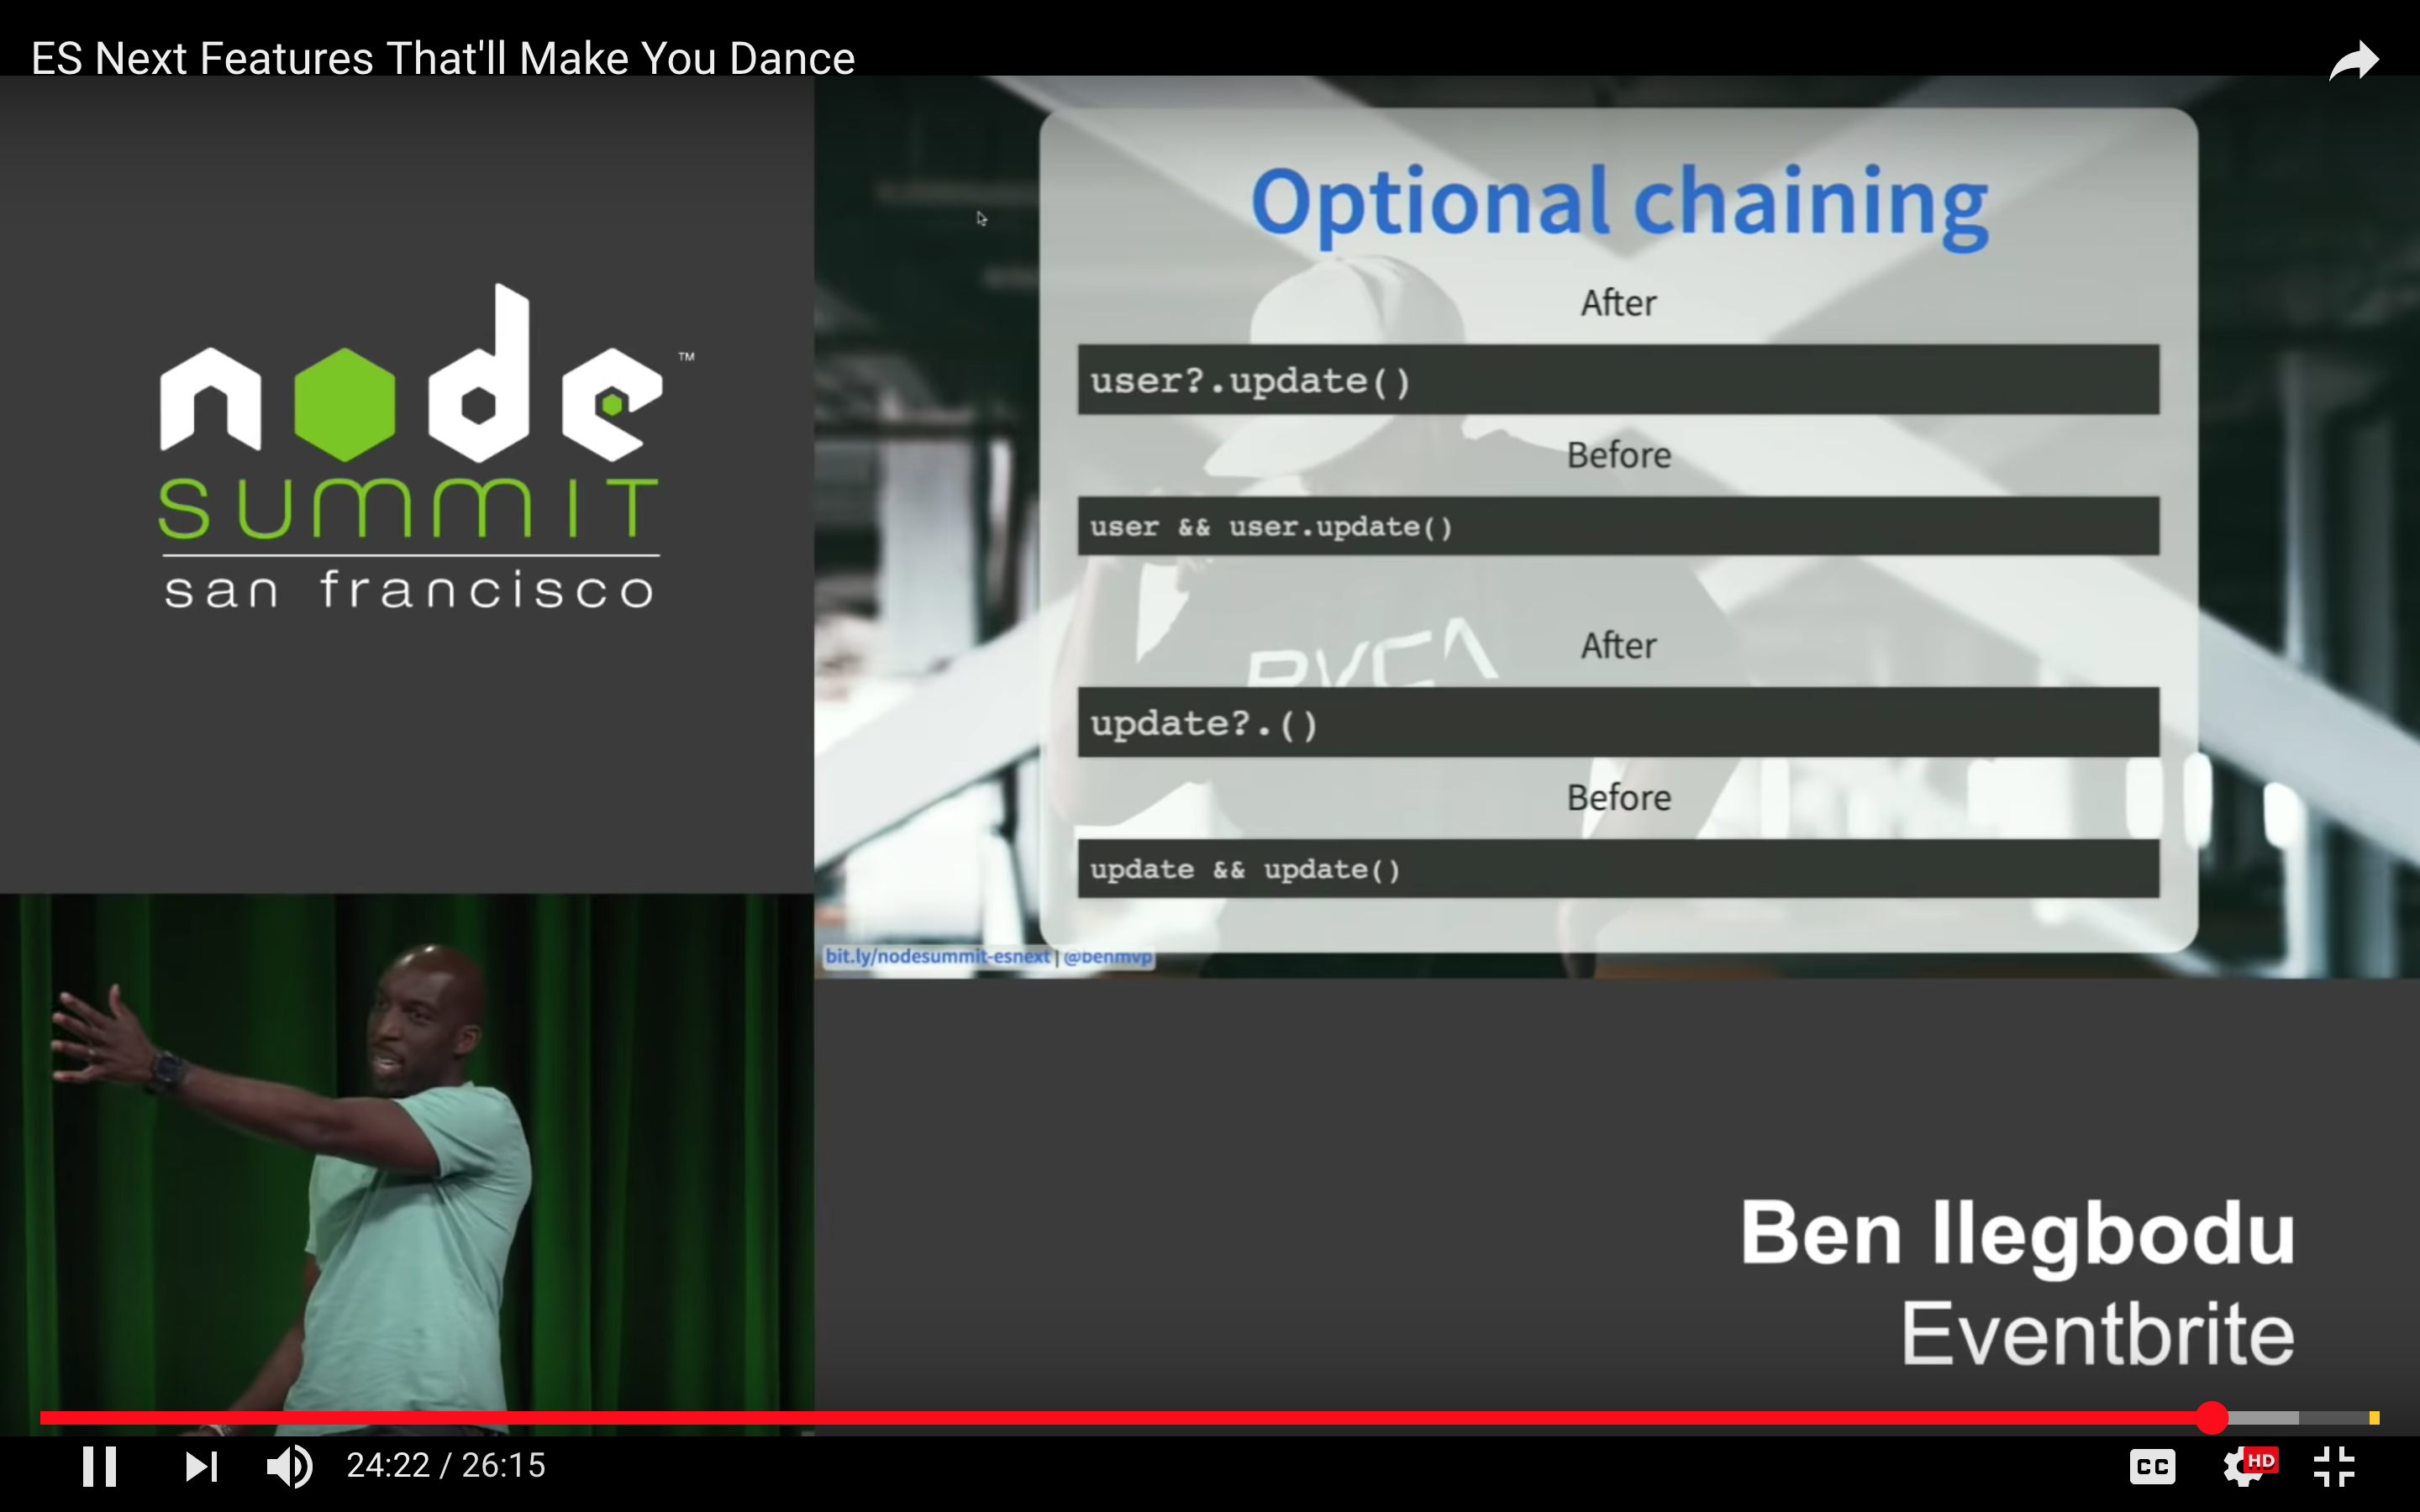 ES Next Features That'll Make You Dance
node™
SUMMIT
san francisco
Optional chaining
After
user?.update()
Before
user && user.update()
After
update?.()
Before
update && update()
RVCA
bit.ly/nodesummit-esnext | @benmvp
Ben Ilegbodu
Eventbrite
24:22 / 26:15
CC
HD